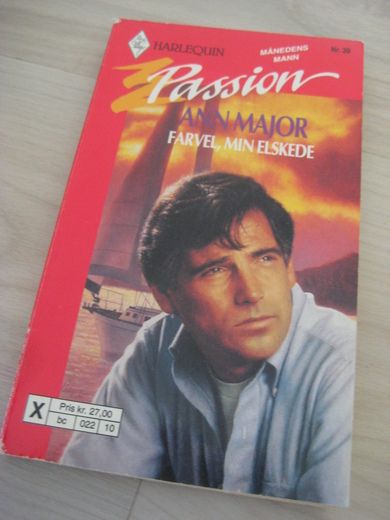 HARLEQUIN
MÅNEDENS
MANN
Nr. 39
Passion
ANN MAJOR
FARVEL, MIN ELSKEDE
X
Pris kr. 27,00
bc 022 10